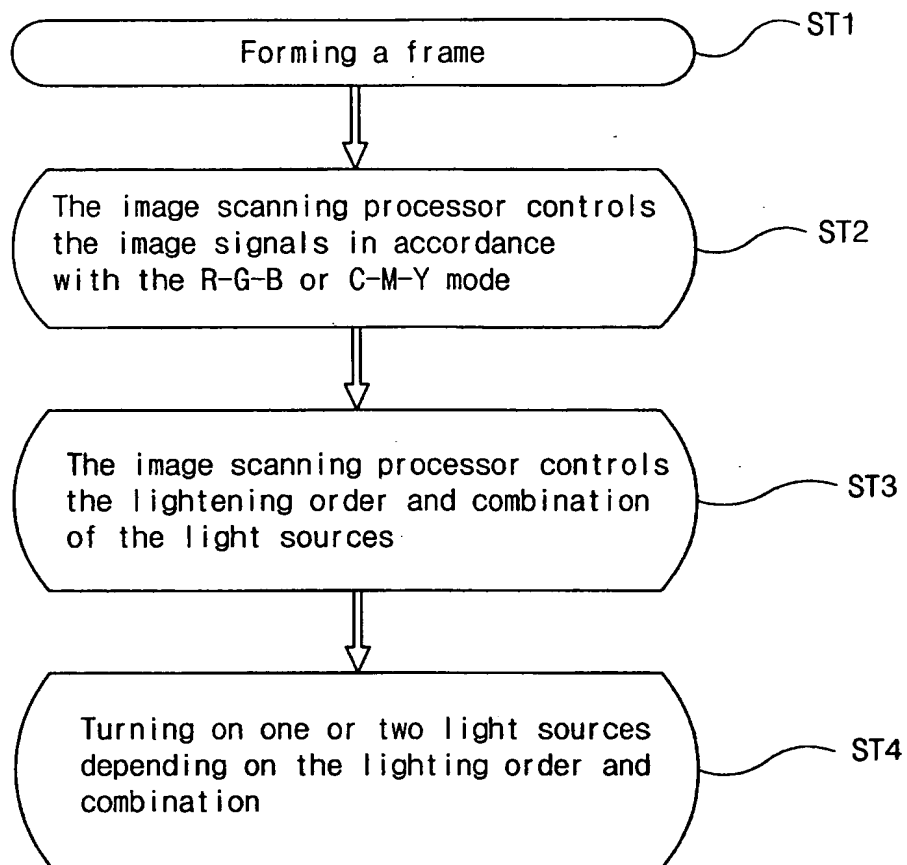 Forming a frame
ST1
The image scanning processor controls
the image signals in accordance
with the R-G-B or C-M-Y mode
ST2
The image scanning processor controls
the lightening order and combination
of the light sources
ST3
Turning on one or two light sources
depending on the lighting order and
combination
ST4